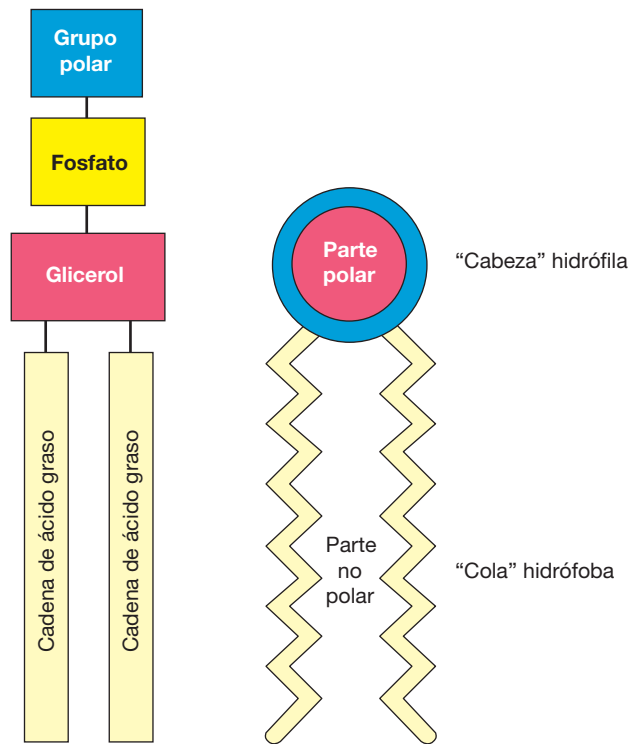 Grupo
polar
Fosfato
Glicerol
Cadena de ácido graso
Cadena de ácido graso
Parte
polar
“Cabeza” hidrófila
Parte
no
polar
“Cola” hidrófoba